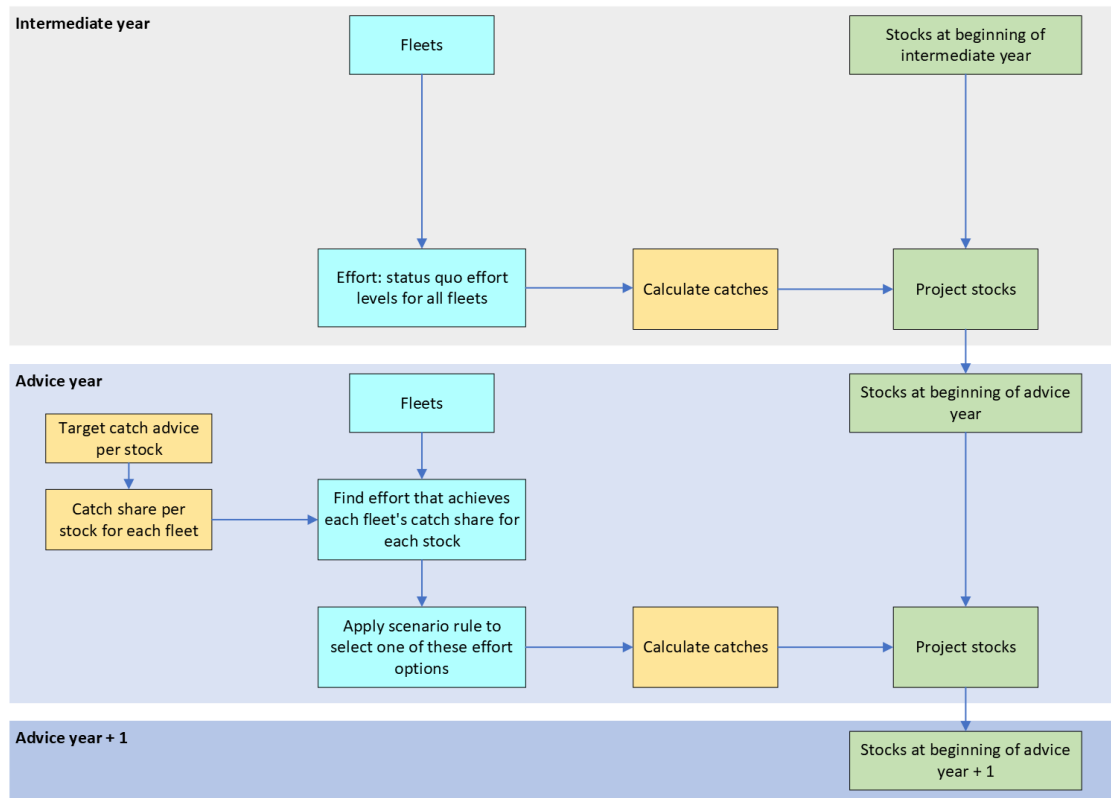 Intermediate year
Fleets
Stocks at beginning of
intermediate year
Effort: status quo effort
levels for all fleets
Calculate catches
Project stocks
Advice year
Fleets
Stocks at beginning of advice
year
Target catch advice
per stock
Catch share per
stock for each fleet
Find effort that achieves
each fleet's catch share for
each stock
Apply scenario rule to
select one of these effort
options
Calculate catches
Project stocks
Advice year + 1
Stocks at beginning of advice
year + 1